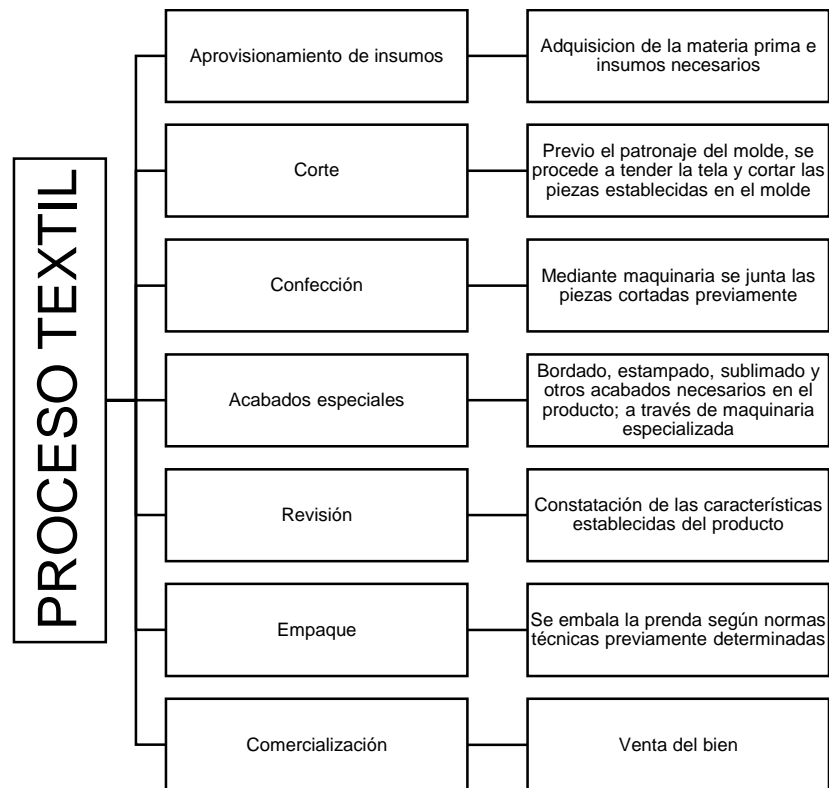 PROCESO TEXTIL
Aprovisionamiento de insumos
Adquisicion de la materia prima e
insumos necesarios
Corte
Previo el patronaje del molde, se
procede a tender la tela y cortar las
piezas establecidas en el molde
Confección
Mediante maquinaria se junta las
piezas cortadas previamente
Acabados especiales
Bordado, estampado, sublimado y
otros acabados necesarios en el
producto; a través de maquinaria
especializada
Revisión
Constatación de las características
establecidas del producto
Empaque
Se embala la prenda según normas
técnicas previamente determinadas
Comercialización
Venta del bien